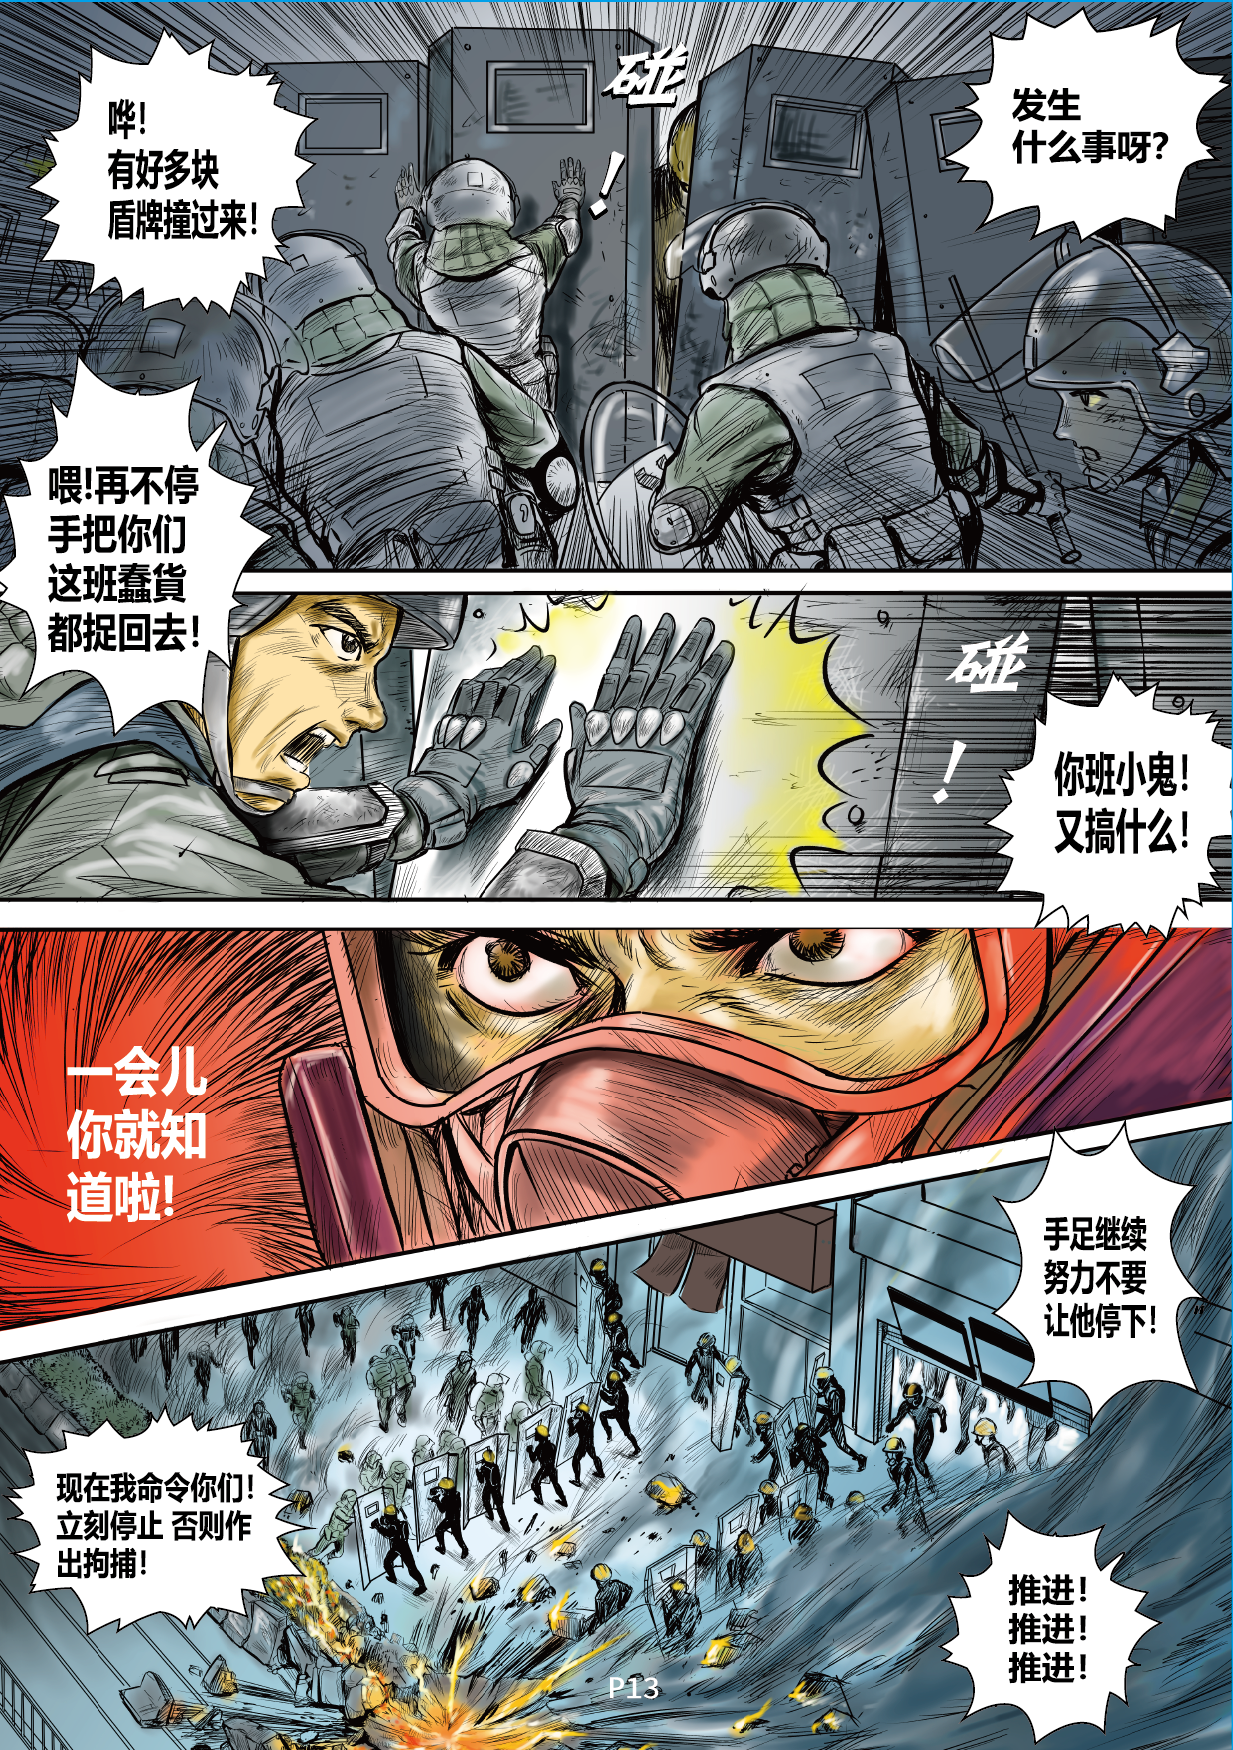 哗!
有好多块
盾牌撞过来!
碰
!
发生
什么事呀?
喂!再不停
手把你们
这班蠢貨
都捉回去!
碰
!
你班小鬼!
又搞什么!
一会儿
你就知
道啦!
手足继续
努力不要
让他停下!
现在我命令你们!
立刻停止 否则作
出拘捕!
推进!
推进!
推进!
P13